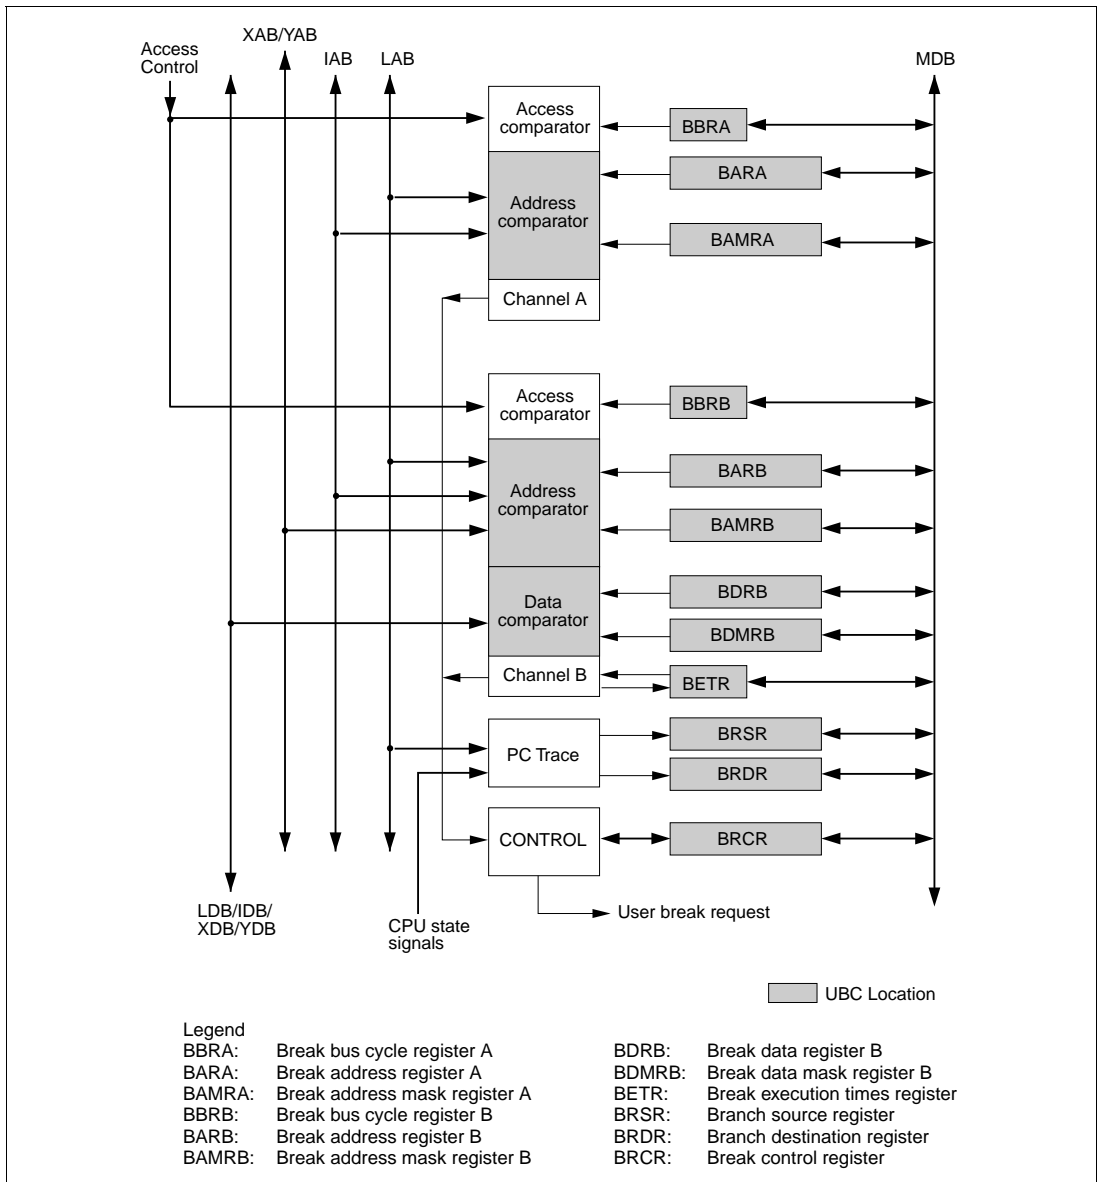 XAB/YAB
Access
Control
IAB
LAB
MDB
Access
comparator
BBRA
BARA
Address
comparator
BAMRA
Channel A
Access
comparator
BBRB
BARB
Address
comparator
BAMRB
BDRB
Data
comparator
BDMRB
Channel B
BETR
BRSR
PC Trace
BRDR
CONTROL
BRCR
LDB/IDB/
XDB/YDB
CPU state
signals
User break request
UBC Location
Legend
BBRA: Break bus cycle register A
BARA: Break address register A
BAMRA: Break address mask register A
BBRB: Break bus cycle register B
BARB: Break address register B
BAMRB: Break address mask register B
BDRB: Break data register B
BDMRB: Break data mask register B
BETR: Break execution times register
BRSR: Branch source register
BRDR: Branch destination register
BRCR: Break control register